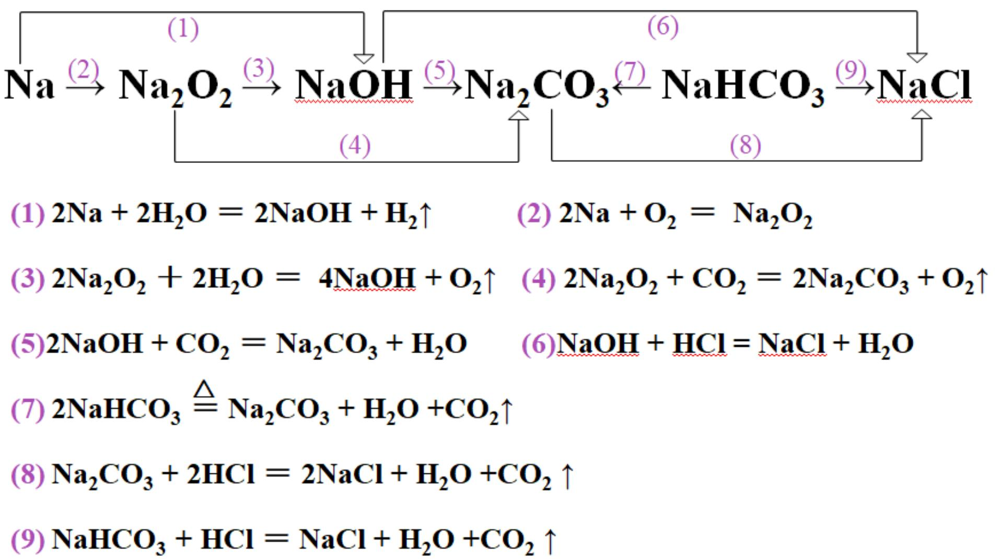 (1) (6)
Na (2)→ Na₂O₂ (3)→ NaOH (5)→ Na₂CO₃ ←(7) NaHCO₃ (9)→ NaCl
(4) (8)
(1) 2Na + 2H₂O = 2NaOH + H₂↑ (2) 2Na + O₂ = Na₂O₂
(3) 2Na₂O₂ + 2H₂O = 4NaOH + O₂↑ (4) 2Na₂O₂ + CO₂ = 2Na₂CO₃ + O₂↑
(5)2NaOH + CO₂ = Na₂CO₃ + H₂O (6)NaOH + HCl = NaCl + H₂O
(7) 2NaHCO₃ ≜ Na₂CO₃ + H₂O +CO₂↑
(8) Na₂CO₃ + 2HCl = 2NaCl + H₂O +CO₂ ↑
(9) NaHCO₃ + HCl = NaCl + H₂O +CO₂ ↑